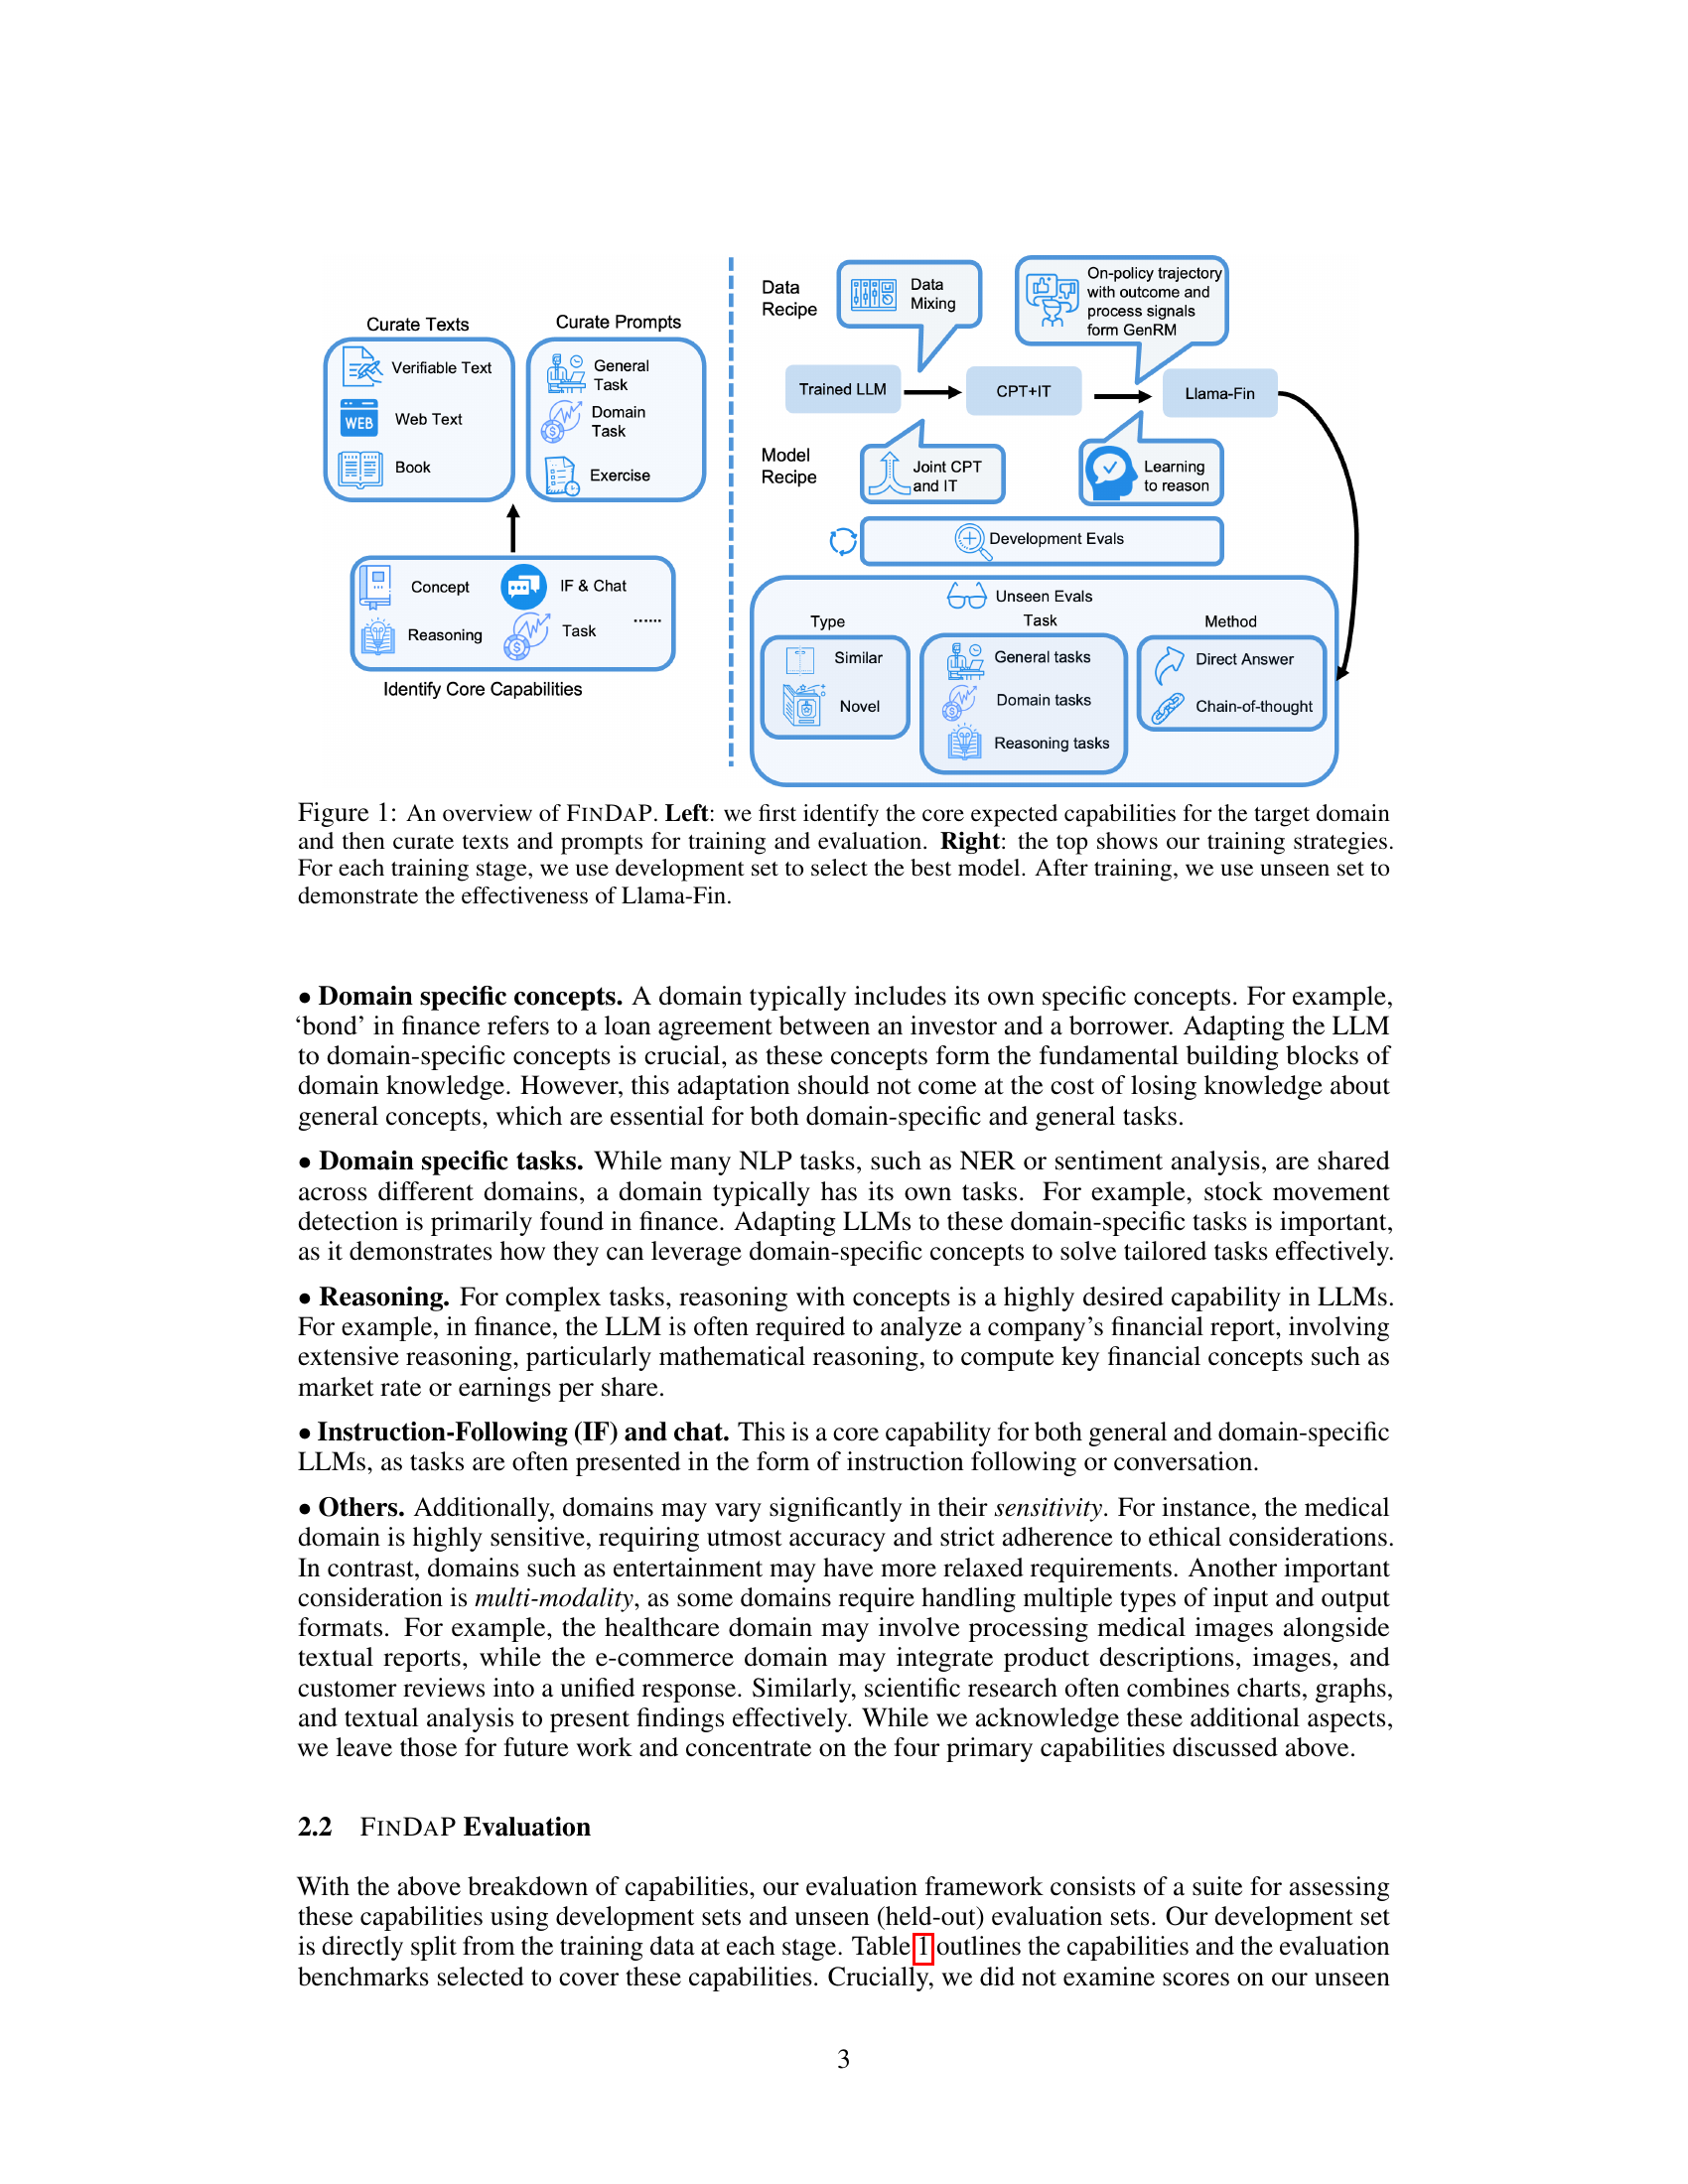 Curate Texts
Verifiable Text
Web Text
WEB
Book
Curate Prompts
General
Task
Domain
Task
Exercise
Concept
IF & Chat
Reasoning
Task
......
Identify Core Capabilities
Data
Recipe
Data
Mixing
On-policy trajectory
with outcome and
process signals
form GenRM
Trained LLM
CPT+IT
Llama-Fin
Model
Recipe
Joint CPT
and IT
Learning
to reason
Development Evals
Unseen Evals
Type
Similar
Novel
Task
General tasks
Domain tasks
Reasoning tasks
Method
Direct Answer
Chain-of-thought
Figure 1: An overview of FINDAP. Left: we first identify the core expected capabilities for the target domain
and then curate texts and prompts for training and evaluation. Right: the top shows our training strategies.
For each training stage, we use development set to select the best model. After training, we use unseen set to
demonstrate the effectiveness of Llama-Fin.
• Domain specific concepts. A domain typically includes its own specific concepts. For example,
‘bond’ in finance refers to a loan agreement between an investor and a borrower. Adapting the LLM
to domain-specific concepts is crucial, as these concepts form the fundamental building blocks of
domain knowledge. However, this adaptation should not come at the cost of losing knowledge about
general concepts, which are essential for both domain-specific and general tasks.
• Domain specific tasks. While many NLP tasks, such as NER or sentiment analysis, are shared
across different domains, a domain typically has its own tasks. For example, stock movement
detection is primarily found in finance. Adapting LLMs to these domain-specific tasks is important,
as it demonstrates how they can leverage domain-specific concepts to solve tailored tasks effectively.
• Reasoning. For complex tasks, reasoning with concepts is a highly desired capability in LLMs.
For example, in finance, the LLM is often required to analyze a company’s financial report, involving
extensive reasoning, particularly mathematical reasoning, to compute key financial concepts such as
market rate or earnings per share.
• Instruction-Following (IF) and chat. This is a core capability for both general and domain-specific
LLMs, as tasks are often presented in the form of instruction following or conversation.
• Others. Additionally, domains may vary significantly in their sensitivity. For instance, the medical
domain is highly sensitive, requiring utmost accuracy and strict adherence to ethical considerations.
In contrast, domains such as entertainment may have more relaxed requirements. Another important
consideration is multi-modality, as some domains require handling multiple types of input and output
formats. For example, the healthcare domain may involve processing medical images alongside
textual reports, while the e-commerce domain may integrate product descriptions, images, and
customer reviews into a unified response. Similarly, scientific research often combines charts, graphs,
and textual analysis to present findings effectively. While we acknowledge these additional aspects,
we leave those for future work and concentrate on the four primary capabilities discussed above.
2.2 FINDAP Evaluation
With the above breakdown of capabilities, our evaluation framework consists of a suite for assessing
these capabilities using development sets and unseen (held-out) evaluation sets. Our development set
is directly split from the training data at each stage. Table 1 outlines the capabilities and the evaluation
benchmarks selected to cover these capabilities. Crucially, we did not examine scores on our unseen
3